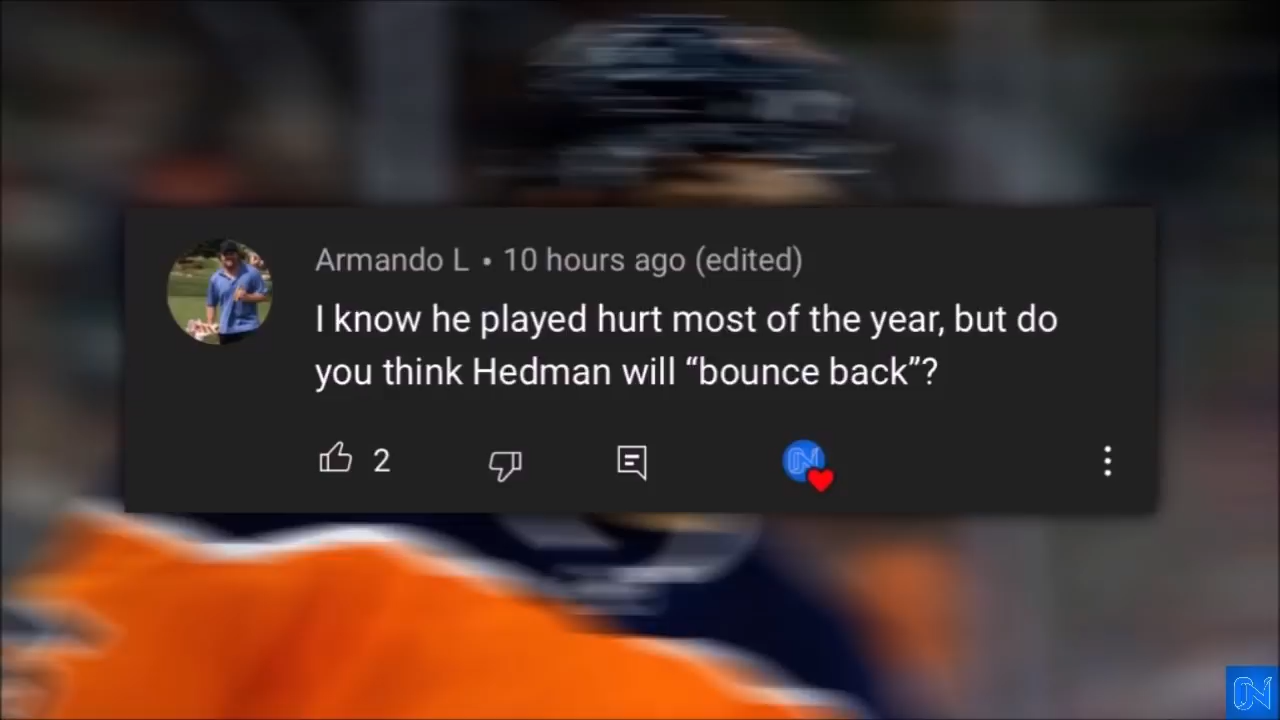 Armando L • 10 hours ago (edited)
I know he played hurt most of the year, but do
you think Hedman will “bounce back”?
2